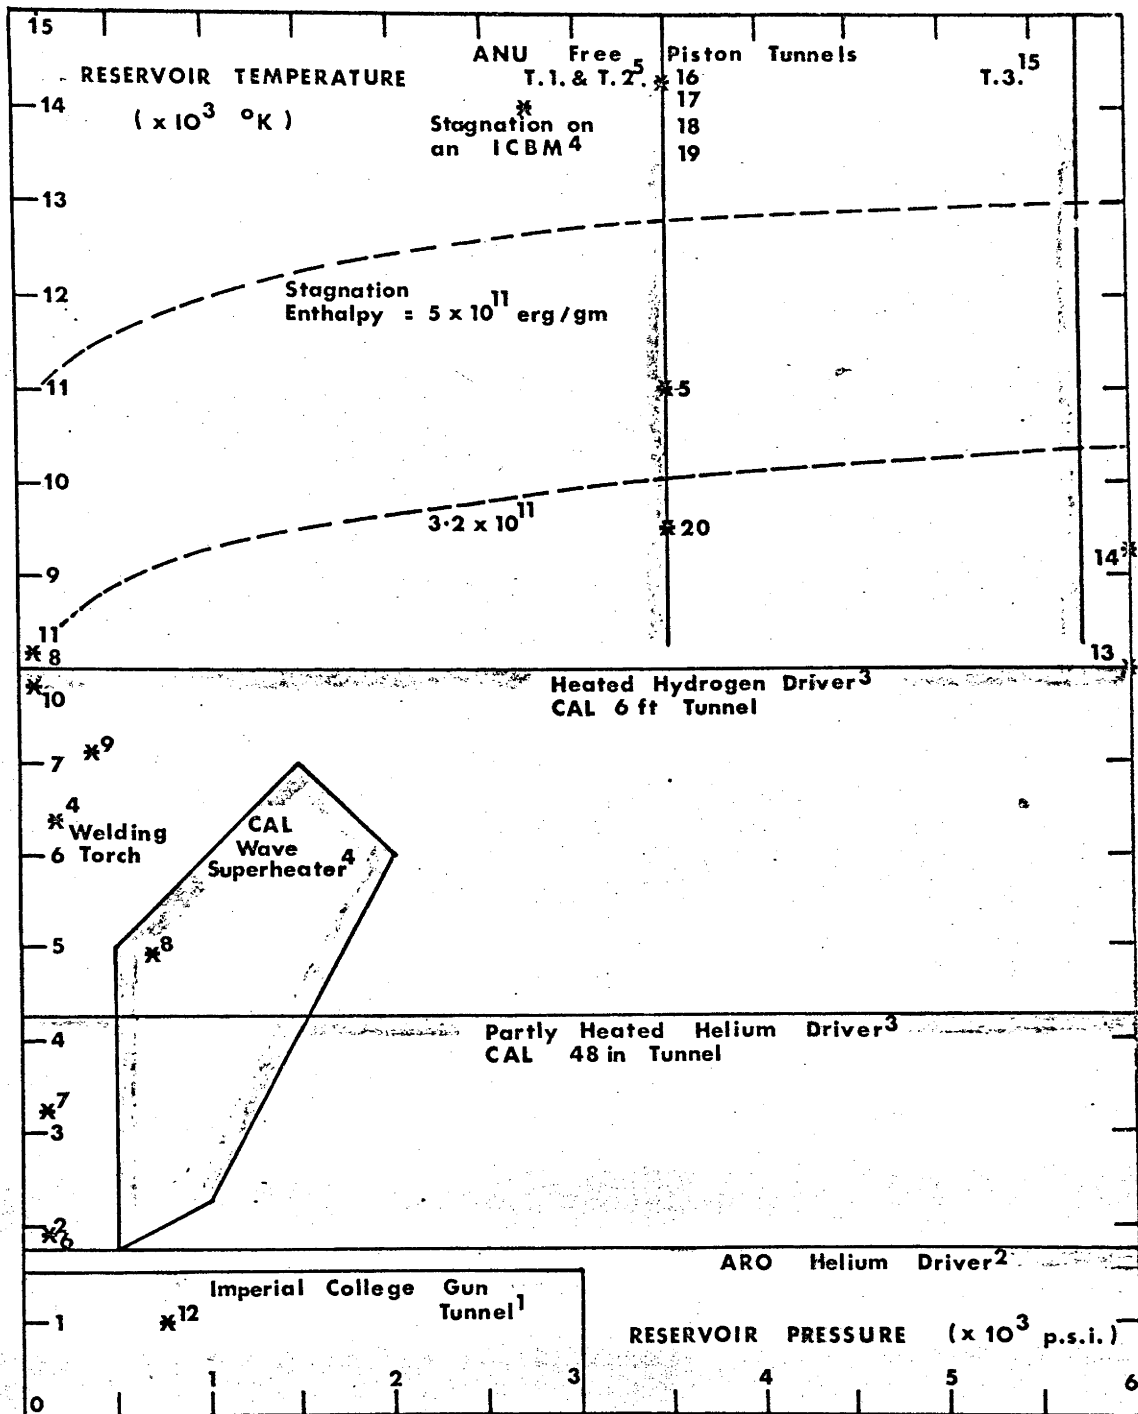 15
ANU Free Piston Tunnels
RESERVOIR TEMPERATURE
T.1. & T.2.5
16
T.3.15
14
( x 10³ °K )
17
Stagnation on
18
an ICBM4
19
13
12
Stagnation
Enthalpy = 5 x 10¹¹ erg/gm
11
5
10
3·2 x 10¹¹
20
9
14
11
8
13
10
Heated Hydrogen Driver3
CAL 6 ft Tunnel
9
7
4
Welding
Torch
CAL
Wave
Superheater4
6
5
8
Partly Heated Helium Driver3
4
CAL 48 in Tunnel
7
3
2
6
ARO Helium Driver2
Imperial College Gun
Tunnel1
12
1
RESERVOIR PRESSURE (x 10³ p.s.i.)
0
1
2
3
4
5
6